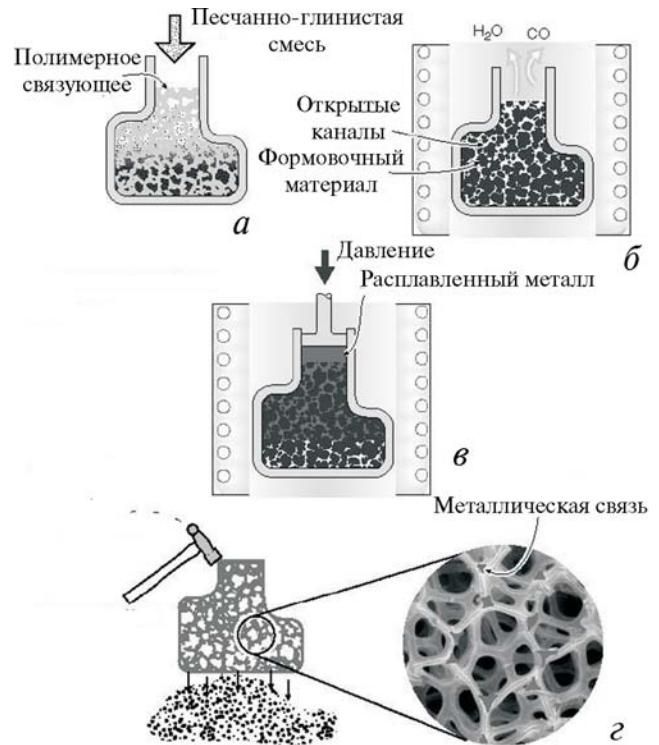 Песчанно-глинистая
смесь
Полимерное
связующее
а
H₂O
CO
Открытые
каналы
Формовочный
материал
б
Давление
Расплавленный металл
в
Металлическая связь
г